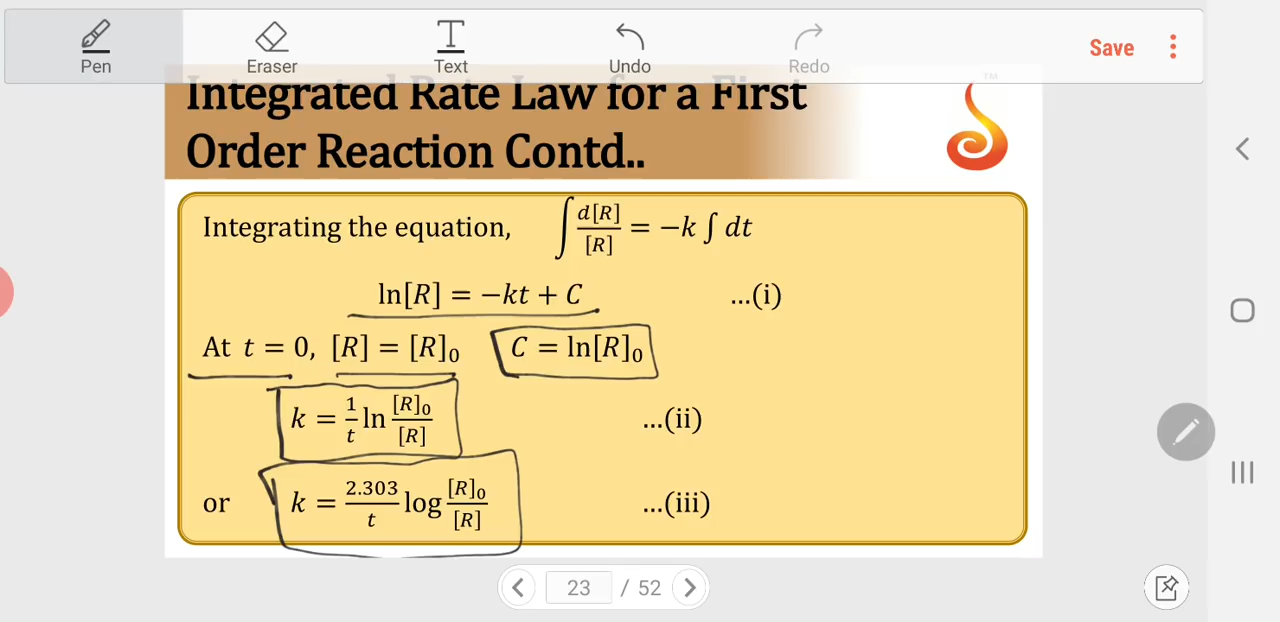 Pen Eraser Text Undo Redo Save
TM
Integrated Rate Law for a First
Order Reaction Contd..
Integrating the equation, ∫ d[R]/[R] = −k ∫ dt
ln[R] = −kt + C ...(i)
At t = 0, [R] = [R]₀ C = ln[R]₀
k = 1/t ln [R]₀/[R] ...(ii)
or k = 2.303/t log [R]₀/[R] ...(iii)
23 / 52